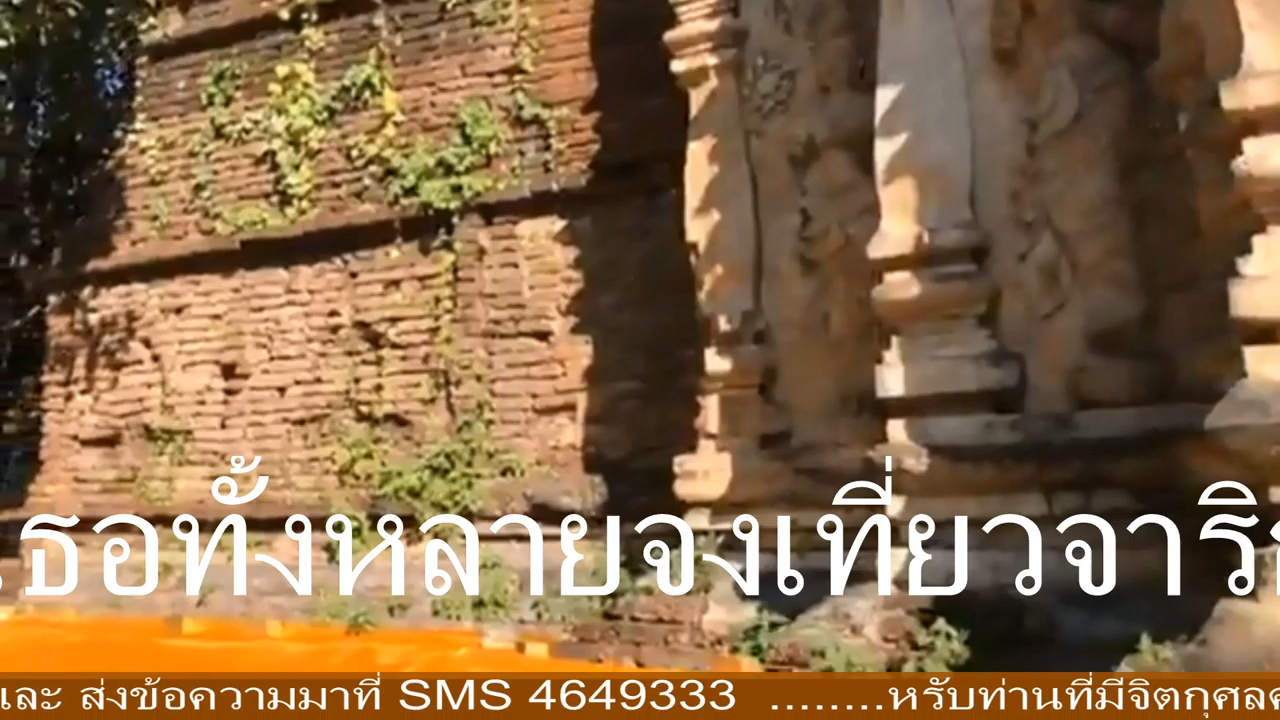 เธอทั้งหลายจงเที่ยวจาริ
และ ส่งข้อความมาที่ SMS 4649333 ........หรับท่านที่มีจิตกุศล